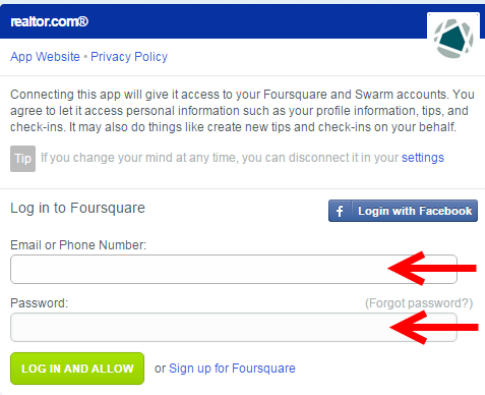 realtor.com®
App Website • Privacy Policy
Connecting this app will give it access to your Foursquare and Swarm accounts. You
agree to let it access personal information such as your profile information, tips, and
check-ins. It may also do things like create new tips and check-ins on your behalf.
Tip If you change your mind at any time, you can disconnect it in your settings
Log in to Foursquare
f Login with Facebook
Email or Phone Number:
Password: (Forgot password?)
LOG IN AND ALLOW or Sign up for Foursquare